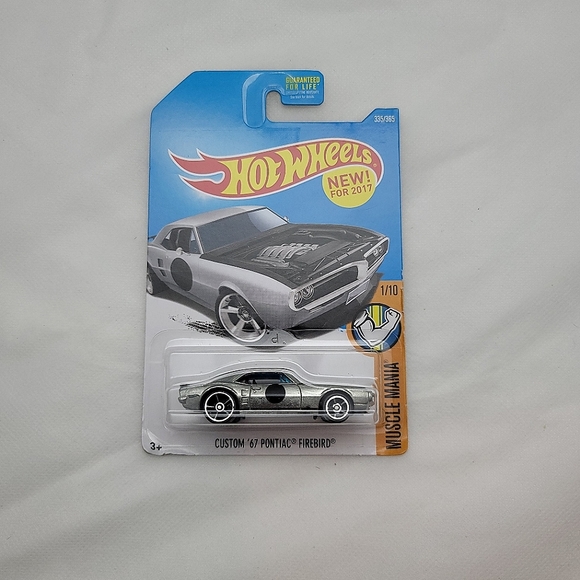 GUARANTEED
FOR LIFE
335/365
HOT WHEELS
NEW!
FOR 2017
1/10
MUSCLE MANIA®
CUSTOM '67 PONTIAC® FIREBIRD®
3+